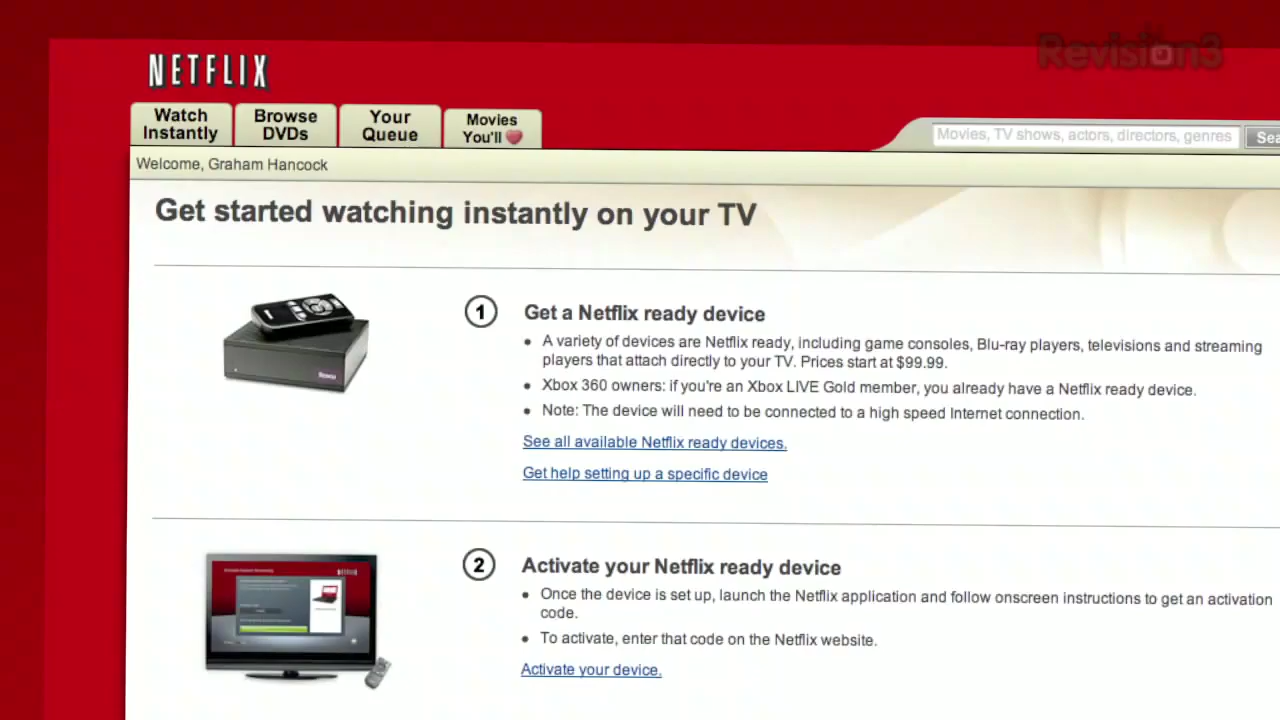 Revision3
NETFLIX
Watch
Instantly
Browse
DVDs
Your
Queue
Movies
You'll
Movies, TV shows, actors, directors, genres
Sea
Welcome, Graham Hancock
Get started watching instantly on your TV
1
Get a Netflix ready device
• A variety of devices are Netflix ready, including game consoles, Blu-ray players, televisions and streaming
players that attach directly to your TV. Prices start at $99.99.
• Xbox 360 owners: if you're an Xbox LIVE Gold member, you already have a Netflix ready device.
• Note: The device will need to be connected to a high speed Internet connection.
See all available Netflix ready devices.
Get help setting up a specific device
2
Activate your Netflix ready device
• Once the device is set up, launch the Netflix application and follow onscreen instructions to get an activation
code.
• To activate, enter that code on the Netflix website.
Activate your device.
NETFLIX